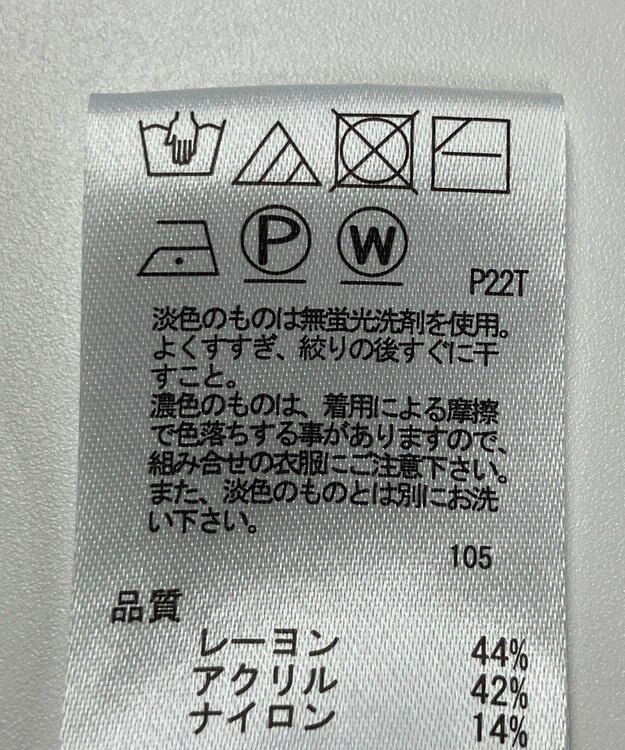 P
W
P22T
淡色のものは無蛍光洗剤を使用。
よくすすぎ、絞りの後すぐに干
すこと。
濃色のものは、着用による摩擦
で色落ちする事がありますので、
組み合せの衣服にご注意下さい。
また、淡色のものとは別にお洗
い下さい。
105
品質
レーヨン 44%
アクリル 42%
ナイロン 14%